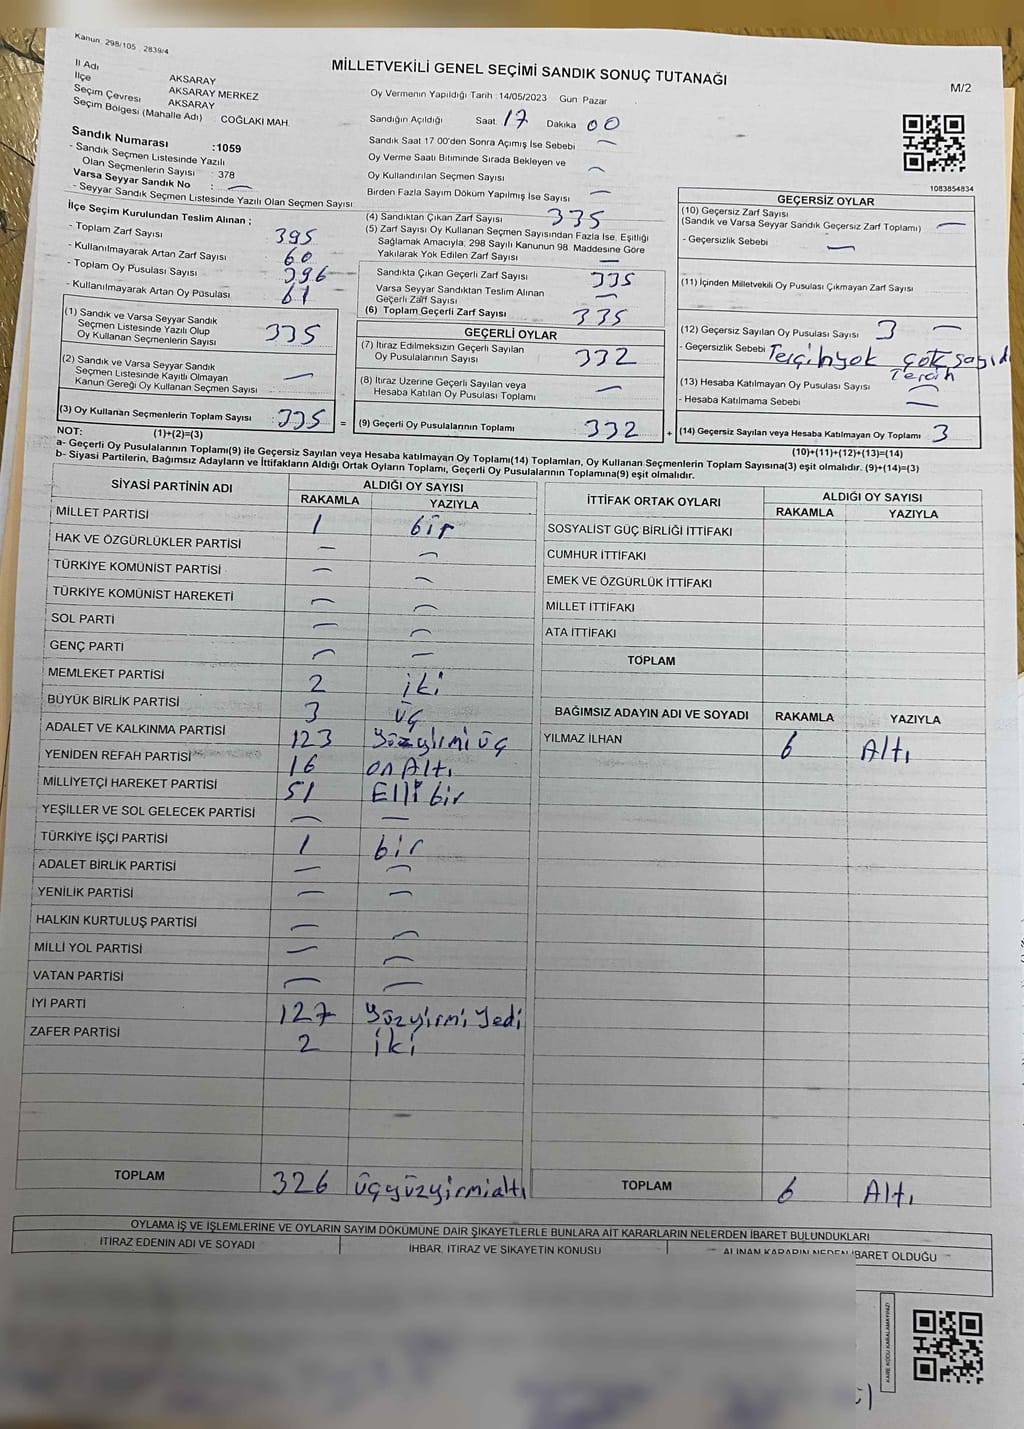 Kanun: 298/105 2839/4
MİLLETVEKİLİ GENEL SEÇİMİ SANDIK SONUÇ TUTANAĞI
M/2
İl Adı AKSARAY
İlçe AKSARAY MERKEZ
Seçim Çevresi AKSARAY
Seçim Bölgesi (Mahalle Adı) COĞLAKI MAH.
Sandık Numarası :1059
- Sandık Seçmen Listesinde Yazılı
Olan Seçmenlerin Sayısı : 378
Varsa Seyyar Sandık No : —
- Seyyar Sandık Seçmen Listesinde Yazılı Olan Seçmen Sayısı
Oy Vermenin Yapıldığı Tarih : 14/05/2023 Gün Pazar
Sandığın Açıldığı Saat 17 Dakika 00
Sandık Saat 17 00'den Sonra Açımış İse Sebebi —
Oy Verme Saati Bitiminde Sırada Bekleyen ve
Oy Kullandırılan Seçmen Sayısı —
Birden Fazla Sayım Döküm Yapılmış İse Sayısı —
1083854834
İlçe Seçim Kurulundan Teslim Alınan ;
- Toplam Zarf Sayısı 395
- Kullanılmayarak Artan Zarf Sayısı 60
- Toplam Oy Pusulası Sayısı 396
- Kullanılmayarak Artan Oy Pusulası 61
(1) Sandık ve Varsa Seyyar Sandık
Seçmen Listesinde Yazılı Olup
Oy Kullanan Seçmenlerin Sayısı 335
(2) Sandık ve Varsa Seyyar Sandık
Seçmen Listesinde Kayıtlı Olmayan
Kanun Gereği Oy Kullanan Seçmen Sayısı —
(3) Oy Kullanan Seçmenlerin Toplam Sayısı 335 =
(4) Sandıktan Çıkan Zarf Sayısı 335
(5) Zarf Sayısı Oy Kullanan Seçmen Sayısından Fazla İse, Eşitliği
Sağlamak Amacıyla, 298 Sayılı Kanunun 98. Maddesine Göre
Yakılarak Yok Edilen Zarf Sayısı —
Sandıkta Çıkan Geçerli Zarf Sayısı 335
Varsa Seyyar Sandıktan Teslim Alınan
Geçerli Zarf Sayısı —
(6) Toplam Geçerli Zarf Sayısı 335
GEÇERLİ OYLAR
(7) İtiraz Edilmeksizin Geçerli Sayılan
Oy Pusulalarının Sayısı 332
(8) İtiraz Üzerine Geçerli Sayılan veya
Hesaba Katılan Oy Pusulası Toplamı —
(9) Geçerli Oy Pusulalarının Toplamı 332 +
GEÇERSİZ OYLAR
(10) Geçersiz Zarf Sayısı
(Sandık ve Varsa Seyyar Sandık Geçersiz Zarf Toplamı) —
- Geçersizlik Sebebi —
(11) İçinden Milletvekili Oy Pusulası Çıkmayan Zarf Sayısı —
(12) Geçersiz Sayılan Oy Pusulası Sayısı 3
- Geçersizlik Sebebi Terçih yok çok sayıd
Tercih
(13) Hesaba Katılmayan Oy Pusulası Sayısı —
- Hesaba Katılmama Sebebi —
(14) Geçersiz Sayılan veya Hesaba Katılmayan Oy Toplamı 3
NOT: (1)+(2)=(3) (10)+(11)+(12)+(13)=(14)
a- Geçerli Oy Pusulalarının Toplamı(9) ile Geçersiz Sayılan veya Hesaba katılmayan Oy Toplamı(14) Toplamları, Oy Kullanan Seçmenlerin Toplam Sayısına(3) eşit olmalıdır. (9)+(14)=(3)
b- Siyasi Partilerin, Bağımsız Adayların ve İttifakların Aldığı Ortak Oyların Toplamı, Geçerli Oy Pusulalarının Toplamına(9) eşit olmalıdır.
SİYASİ PARTİNİN ADI ALDIĞI OY SAYISI
RAKAMLA YAZIYLA
MİLLET PARTİSİ 1 bir
HAK VE ÖZGÜRLÜKLER PARTİSİ — —
TÜRKİYE KOMÜNİST PARTİSİ — —
TÜRKİYE KOMÜNİST HAREKETİ — —
SOL PARTİ — —
GENÇ PARTİ — —
MEMLEKET PARTİSİ 2 iki
BÜYÜK BİRLİK PARTİSİ 3 üç
ADALET VE KALKINMA PARTİSİ 123 yüzyirmi üç
YENİDEN REFAH PARTİSİ 16 on Altı
MİLLİYETÇİ HAREKET PARTİSİ 51 Elli bir
YEŞİLLER VE SOL GELECEK PARTİSİ — —
TÜRKİYE İŞÇİ PARTİSİ 1 bir
ADALET BİRLİK PARTİSİ — —
YENİLİK PARTİSİ — —
HALKIN KURTULUŞ PARTİSİ — —
MİLLİ YOL PARTİSİ — —
VATAN PARTİSİ — —
İYİ PARTİ 127 yüzyirmi yedi
ZAFER PARTİSİ 2 iki
TOPLAM 326 üçyüzyirmialtı
İTTİFAK ORTAK OYLARI ALDIĞI OY SAYISI
RAKAMLA YAZIYLA
SOSYALİST GÜÇ BİRLİĞİ İTTİFAKI
CUMHUR İTTİFAKI
EMEK VE ÖZGÜRLÜK İTTİFAKI
MİLLET İTTİFAKI
ATA İTTİFAKI
TOPLAM
BAĞIMSIZ ADAYIN ADI VE SOYADI RAKAMLA YAZIYLA
YILMAZ İLHAN 6 Altı
TOPLAM 6 Altı
OYLAMA İŞ VE İŞLEMLERİNE VE OYLARIN SAYIM DÖKÜMÜNE DAİR ŞİKAYETLERLE BUNLARA AİT KARARLARIN NELERDEN İBARET BULUNDUKLARI
İTİRAZ EDENİN ADI VE SOYADI İHBAR, İTİRAZ VE ŞİKAYETİN KONUSU ALINAN KARARIN NEDEN İBARET OLDUĞU
KARE KODU KARALAMAYINIZ!